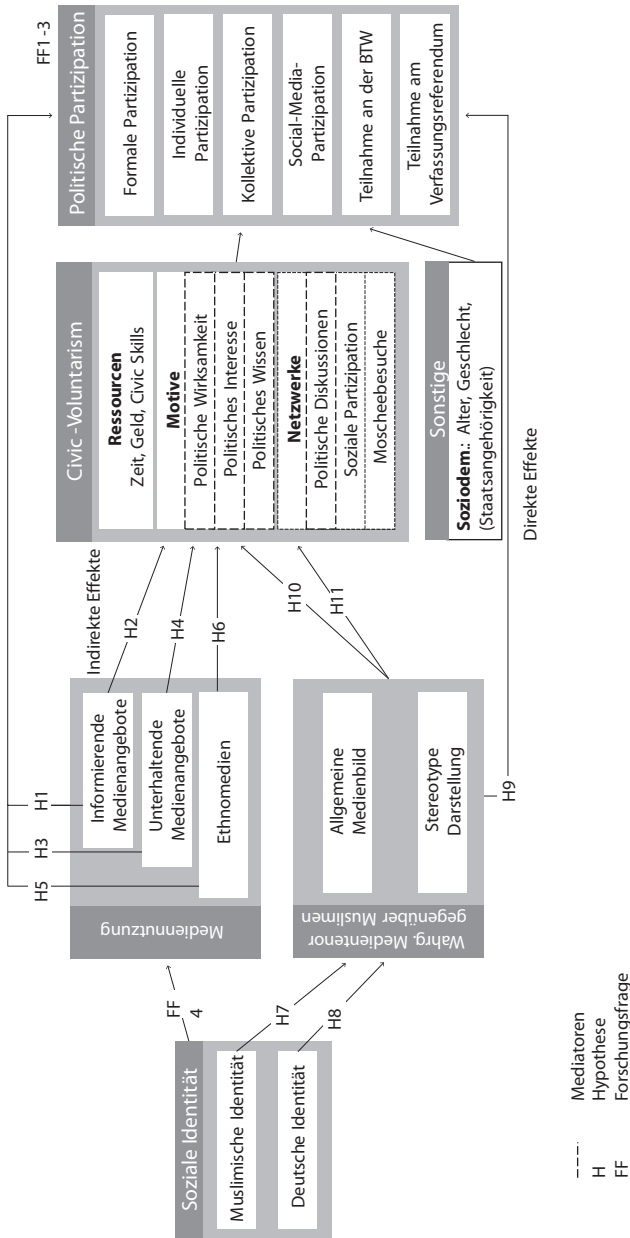 Soziale Identität
Muslimische Identität
Deutsche Identität
FF
4
H7
H8
Mediennutzung
Informierende
Medienangebote
Unterhaltende
Medienangebote
Ethnomedien
Wahrg. Medientenor
gegenüber Muslimen
Allgemeine
Medienbild
Stereotype
Darstellung
H1
H3
H5
Indirekte Effekte
H2
H4
H6
H10
H11
H9
Direkte Effekte
Civic -Voluntarism
Ressourcen
Zeit, Geld, Civic Skills
Motive
Politische Wirksamkeit
Politisches Interesse
Politisches Wissen
Netzwerke
Politische Diskussionen
Soziale Partizipation
Moscheebesuche
Sonstige
Soziodem.: Alter, Geschlecht,
(Staatsangehörigkeit)
FF1 -3
Politische Partizipation
Formale Partizipation
Individuelle
Partizipation
Kollektive Partizipation
Social-Media-
Partizipation
Teilnahme an der BTW
Teilnahme am
Verfassungsreferendum
Mediatoren
H Hypothese
FF Forschungsfrage